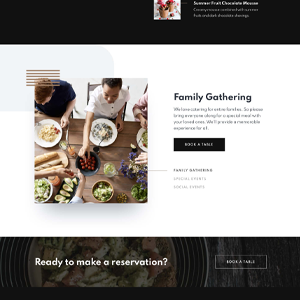 Summer Fruit Chocolate Mousse
Creamy mousse combined with summer
fruits and dark chocolate shavings.
Family Gathering
We love catering for entire families. So please
bring everyone along for a special meal with
your loved ones. We'll provide a memorable
experience for all.
BOOK A TABLE
FAMILY GATHERING
SPECIAL EVENTS
SOCIAL EVENTS
Ready to make a reservation?
BOOK A TABLE